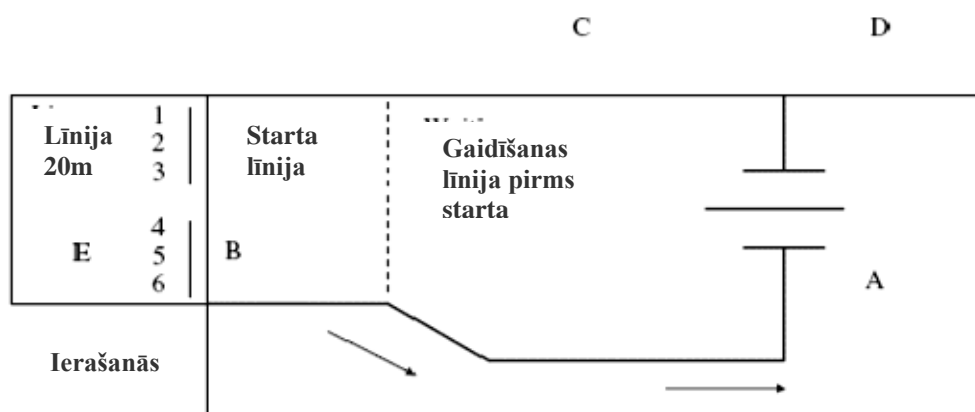 C
D
Līnija
20m
1
2
3
Starta
līnija
Gaidīšanas
līnija pirms
starta
E
4
5
6
B
A
Ierašanās